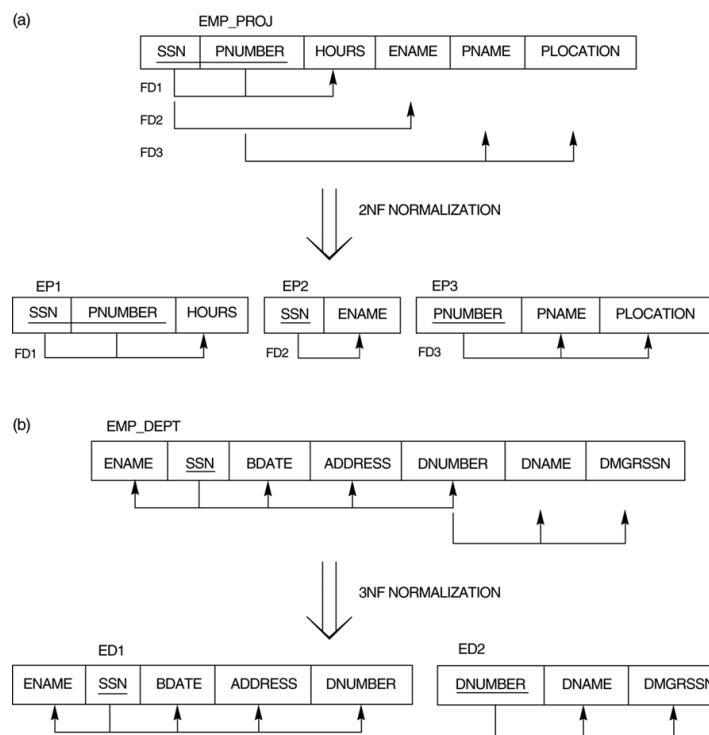 (a)
EMP_PROJ
SSN PNUMBER HOURS ENAME PNAME PLOCATION
FD1
FD2
FD3
2NF NORMALIZATION
EP1 EP2 EP3
SSN PNUMBER HOURS SSN ENAME PNUMBER PNAME PLOCATION
FD1 FD2 FD3
(b)
EMP_DEPT
ENAME SSN BDATE ADDRESS DNUMBER DNAME DMGRSSN
3NF NORMALIZATION
ED1 ED2
ENAME SSN BDATE ADDRESS DNUMBER DNUMBER DNAME DMGRSSN